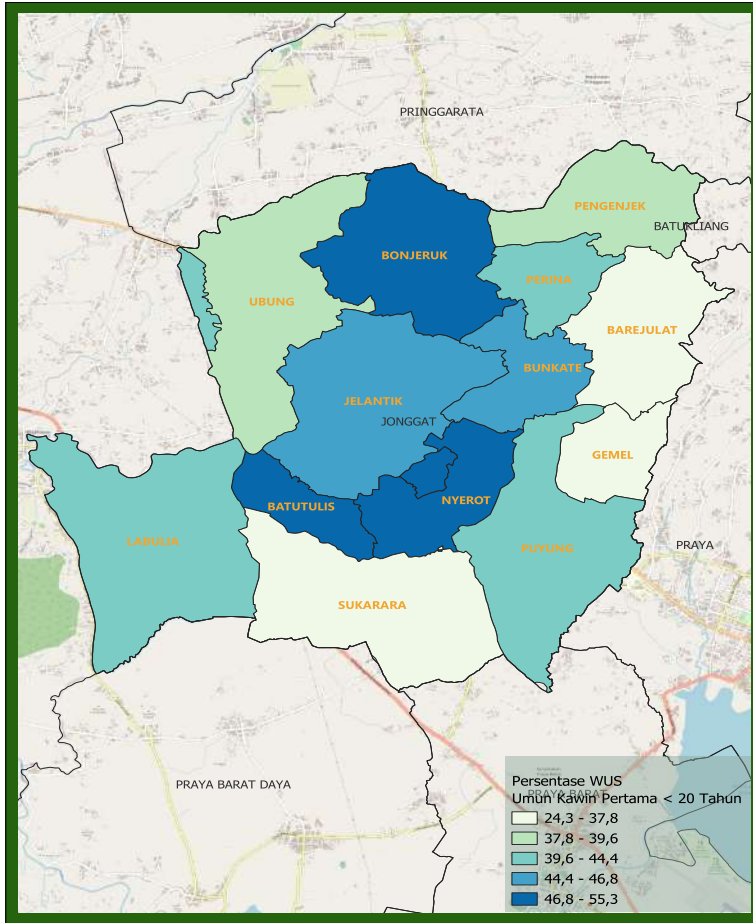 PRINGGARATA
PENGENJEK
BATUKLIANG
BONJERUK
PERINA
UBUNG
BAREJULAT
BUNKATE
JELANTIK
JONGGAT
GEMEL
NYEROT
BATUTULIS
LABULIA
PUYUNG
PRAYA
SUKARARA
PRAYA BARAT DAYA
PRAYA BARAT
Persentase WUS
Umun Kawin Pertama < 20 Tahun
24,3 - 37,8
37,8 - 39,6
39,6 - 44,4
44,4 - 46,8
46,8 - 55,3